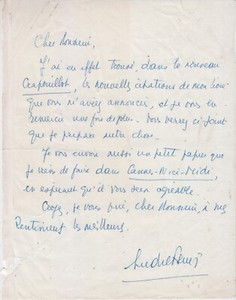 Cher Monsieur,
J'ai en effet trouvé, dans le nouveau
Crapouillot, les nouvelles citations de mon livre
que vous m'aviez annoncées, et je vous en
remercie une fois de plus. Vous verrez ci-joint
que je prépare autre chose.
Je vous envoie aussi un petit papier que
je viens de faire dans Cannes-Nice-Midi,
en espérant qu'il vous sera agréable.
Croyez, je vous prie, cher Monsieur, à mes
sentiments les meilleurs.